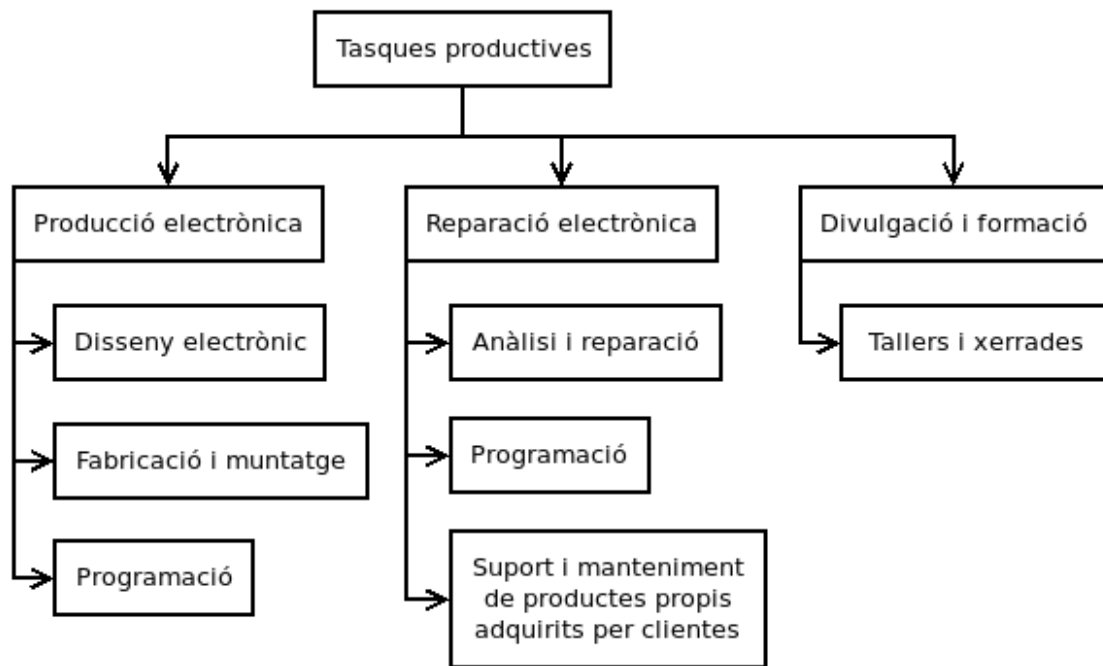 Tasques productives
Producció electrònica
Reparació electrònica
Divulgació i formació
Disseny electrònic
Anàlisi i reparació
Tallers i xerrades
Fabricació i muntatge
Programació
Programació
Suport i manteniment
de productes propis
adquirits per clientes